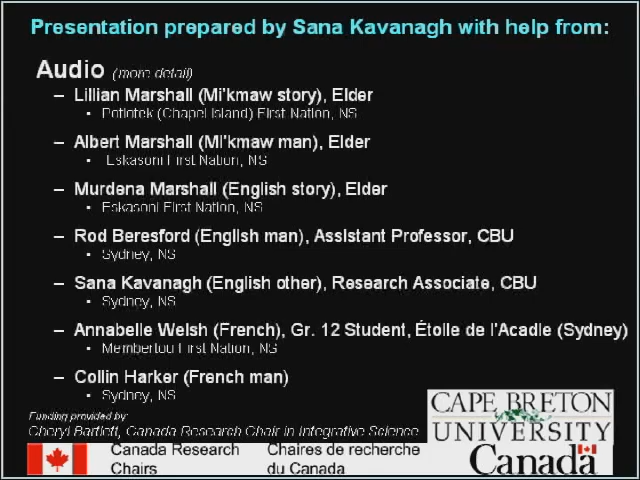 Presentation prepared by Sana Kavanagh with help from:
Audio (more detail)
– Lillian Marshall (Mi'kmaw story), Elder
• Potlotek (Chapel Island) First Nation, NS
– Albert Marshall (Mi'kmaw man), Elder
• Eskasoni First Nation, NS
– Murdena Marshall (English story), Elder
• Eskasoni First Nation, NS
– Rod Beresford (English man), Assistant Professor, CBU
• Sydney, NS
– Sana Kavanagh (English other), Research Associate, CBU
• Sydney, NS
– Annabelle Welsh (French), Gr. 12 Student, Étoile de l'Acadie (Sydney)
• Membertou First Nation, NS
– Collin Harker (French man)
• Sydney, NS
Funding provided by:
Cheryl Bartlett, Canada Research Chair in Integrative Science
CAPE BRETON
UNIVERSITY
Canada Research
Chairs
Chaires de recherche
du Canada
Canada